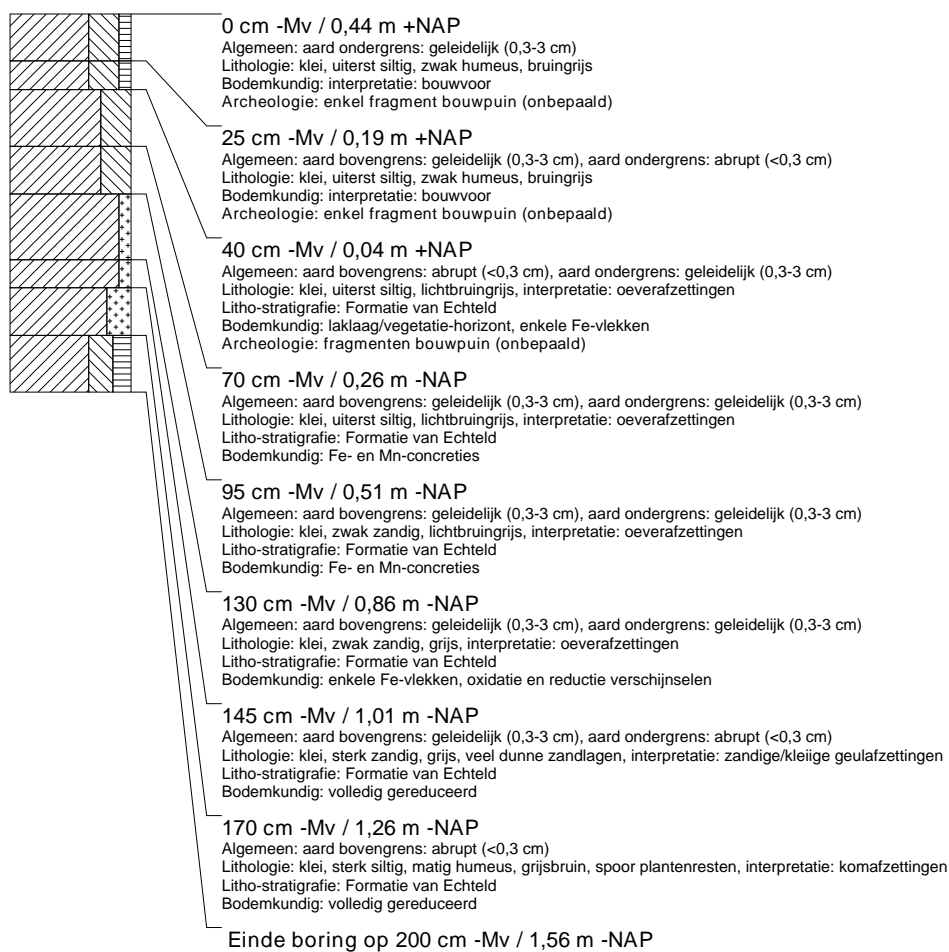 0 cm -Mv / 0,44 m +NAP
Algemeen: aard ondergrens: geleidelijk (0,3-3 cm)
Lithologie: klei, uiterst siltig, zwak humeus, bruingrijs
Bodemkundig: interpretatie: bouwvoor
Archeologie: enkel fragment bouwpuin (onbepaald)
25 cm -Mv / 0,19 m +NAP
Algemeen: aard bovengrens: geleidelijk (0,3-3 cm), aard ondergrens: abrupt (<0,3 cm)
Lithologie: klei, uiterst siltig, zwak humeus, bruingrijs
Bodemkundig: interpretatie: bouwvoor
Archeologie: enkel fragment bouwpuin (onbepaald)
40 cm -Mv / 0,04 m +NAP
Algemeen: aard bovengrens: abrupt (<0,3 cm), aard ondergrens: geleidelijk (0,3-3 cm)
Lithologie: klei, uiterst siltig, lichtbruingrijs, interpretatie: oeverafzettingen
Litho-stratigrafie: Formatie van Echteld
Bodemkundig: laklaag/vegetatie-horizont, enkele Fe-vlekken
Archeologie: fragmenten bouwpuin (onbepaald)
70 cm -Mv / 0,26 m -NAP
Algemeen: aard bovengrens: geleidelijk (0,3-3 cm), aard ondergrens: geleidelijk (0,3-3 cm)
Lithologie: klei, uiterst siltig, lichtbruingrijs, interpretatie: oeverafzettingen
Litho-stratigrafie: Formatie van Echteld
Bodemkundig: Fe- en Mn-concreties
95 cm -Mv / 0,51 m -NAP
Algemeen: aard bovengrens: geleidelijk (0,3-3 cm), aard ondergrens: geleidelijk (0,3-3 cm)
Lithologie: klei, zwak zandig, lichtbruingrijs, interpretatie: oeverafzettingen
Litho-stratigrafie: Formatie van Echteld
Bodemkundig: Fe- en Mn-concreties
130 cm -Mv / 0,86 m -NAP
Algemeen: aard bovengrens: geleidelijk (0,3-3 cm), aard ondergrens: geleidelijk (0,3-3 cm)
Lithologie: klei, zwak zandig, grijs, interpretatie: oeverafzettingen
Litho-stratigrafie: Formatie van Echteld
Bodemkundig: enkele Fe-vlekken, oxidatie en reductie verschijnselen
145 cm -Mv / 1,01 m -NAP
Algemeen: aard bovengrens: geleidelijk (0,3-3 cm), aard ondergrens: abrupt (<0,3 cm)
Lithologie: klei, sterk zandig, grijs, veel dunne zandlagen, interpretatie: zandige/kleiige geulafzettingen
Litho-stratigrafie: Formatie van Echteld
Bodemkundig: volledig gereduceerd
170 cm -Mv / 1,26 m -NAP
Algemeen: aard bovengrens: abrupt (<0,3 cm)
Lithologie: klei, sterk siltig, matig humeus, grijsbruin, spoor plantenresten, interpretatie: komafzettingen
Litho-stratigrafie: Formatie van Echteld
Bodemkundig: volledig gereduceerd
Einde boring op 200 cm -Mv / 1,56 m -NAP